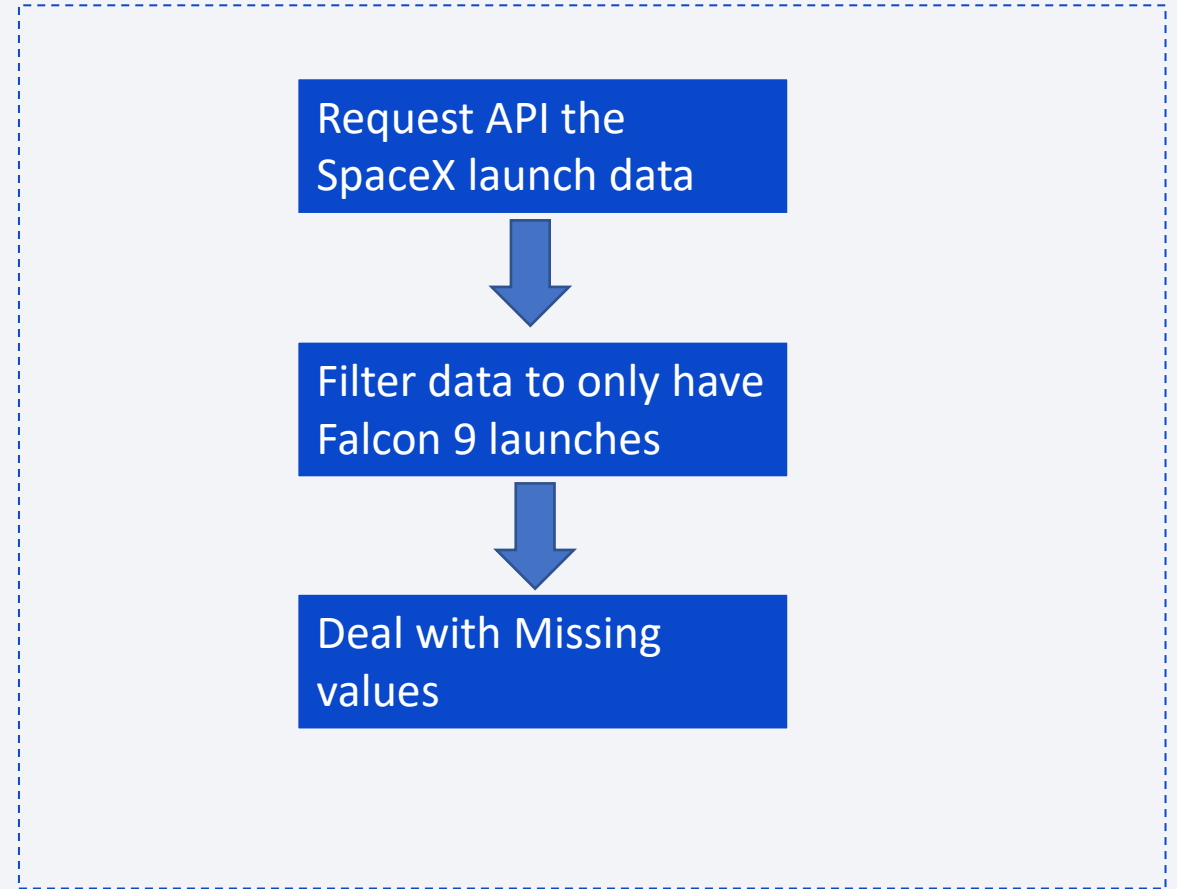 Request API the
SpaceX launch data
Filter data to only have
Falcon 9 launches
Deal with Missing
values